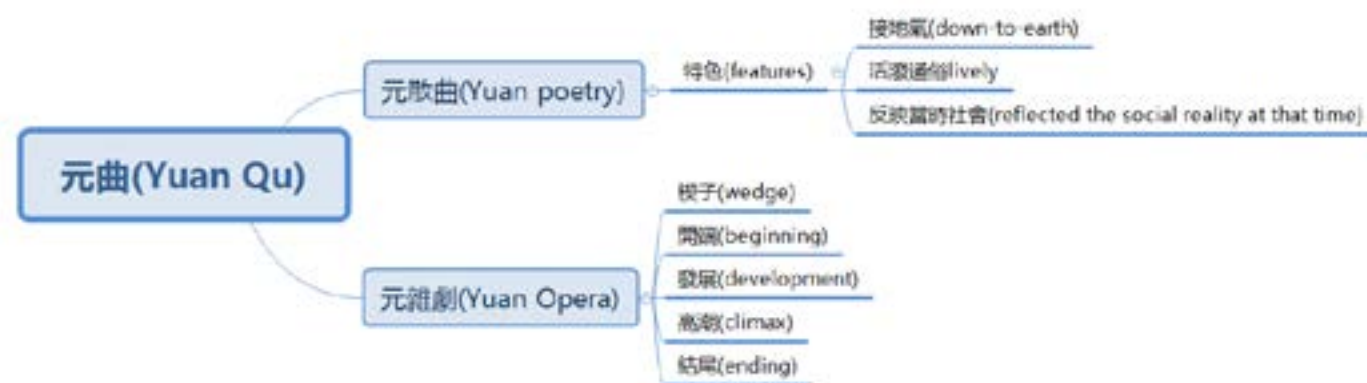 元曲(Yuan Qu)
元散曲(Yuan poetry)
特色(features)
接地氣(down-to-earth)
活潑通俗lively
反映當時社會(reflected the social reality at that time)
元雜劇(Yuan Opera)
楔子(wedge)
開端(beginning)
發展(development)
高潮(climax)
結尾(ending)